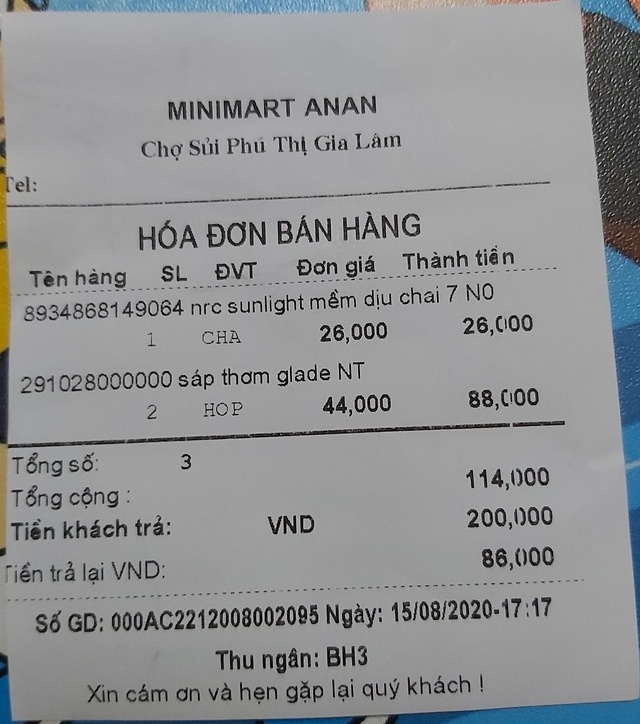 MINIMART ANAN
Chợ Sủi Phú Thị Gia Lâm
Tel:
HÓA ĐƠN BÁN HÀNG
Tên hàng SL ĐVT Đơn giá Thành tiền
8934868149064 nrc sunlight mềm dịu chai 7 N0
1 CHA 26,000 26,000
291028000000 sáp thơm glade NT
2 HOP 44,000 88,000
Tổng số: 3
Tổng cộng : 114,000
Tiền khách trả: VND 200,000
Tiền trả lại VND: 86,000
Số GD: 000AC2212008002095 Ngày: 15/08/2020-17:17
Thu ngân: BH3
Xin cám ơn và hẹn gặp lại quý khách !